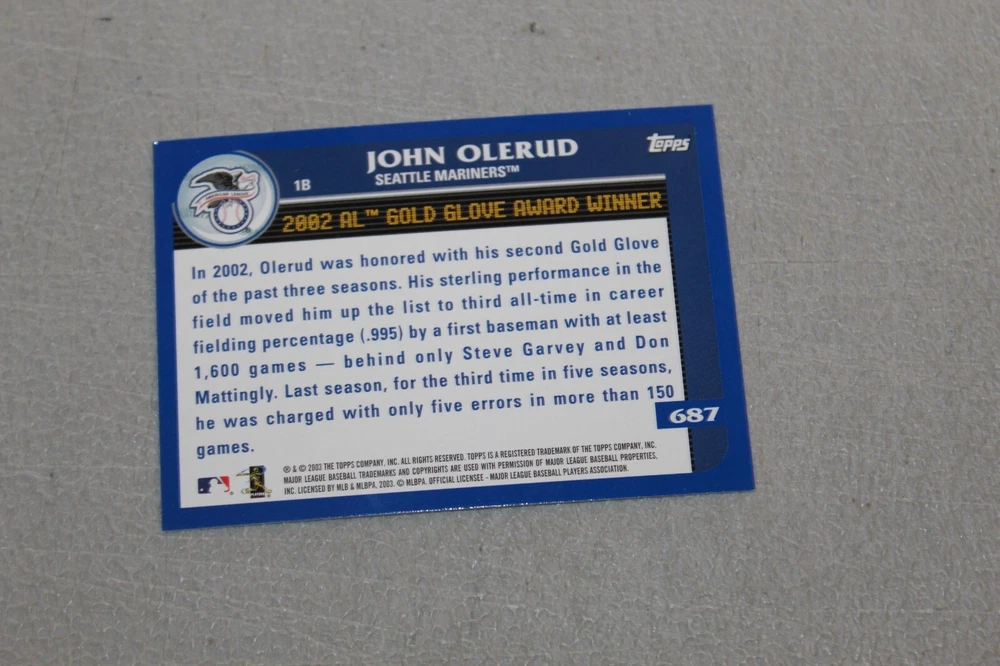 JOHN OLERUD
topps
1B
SEATTLE MARINERS™
2002 AL™ GOLD GLOVE AWARD WINNER
In 2002, Olerud was honored with his second Gold Glove
of the past three seasons. His sterling performance in the
field moved him up the list to third all-time in career
fielding percentage (.995) by a first baseman with at least
1,600 games — behind only Steve Garvey and Don
Mattingly. Last season, for the third time in five seasons,
he was charged with only five errors in more than 150
games.
687
® & © 2003 THE TOPPS COMPANY, INC. ALL RIGHTS RESERVED. TOPPS IS A REGISTERED TRADEMARK OF THE TOPPS COMPANY, INC.
MAJOR LEAGUE BASEBALL TRADEMARKS AND COPYRIGHTS ARE USED WITH PERMISSION OF MAJOR LEAGUE BASEBALL PROPERTIES,
INC. LICENSED BY MLB & MLBPA, 2003. © MLBPA. OFFICIAL LICENSEE - MAJOR LEAGUE BASEBALL PLAYERS ASSOCIATION.